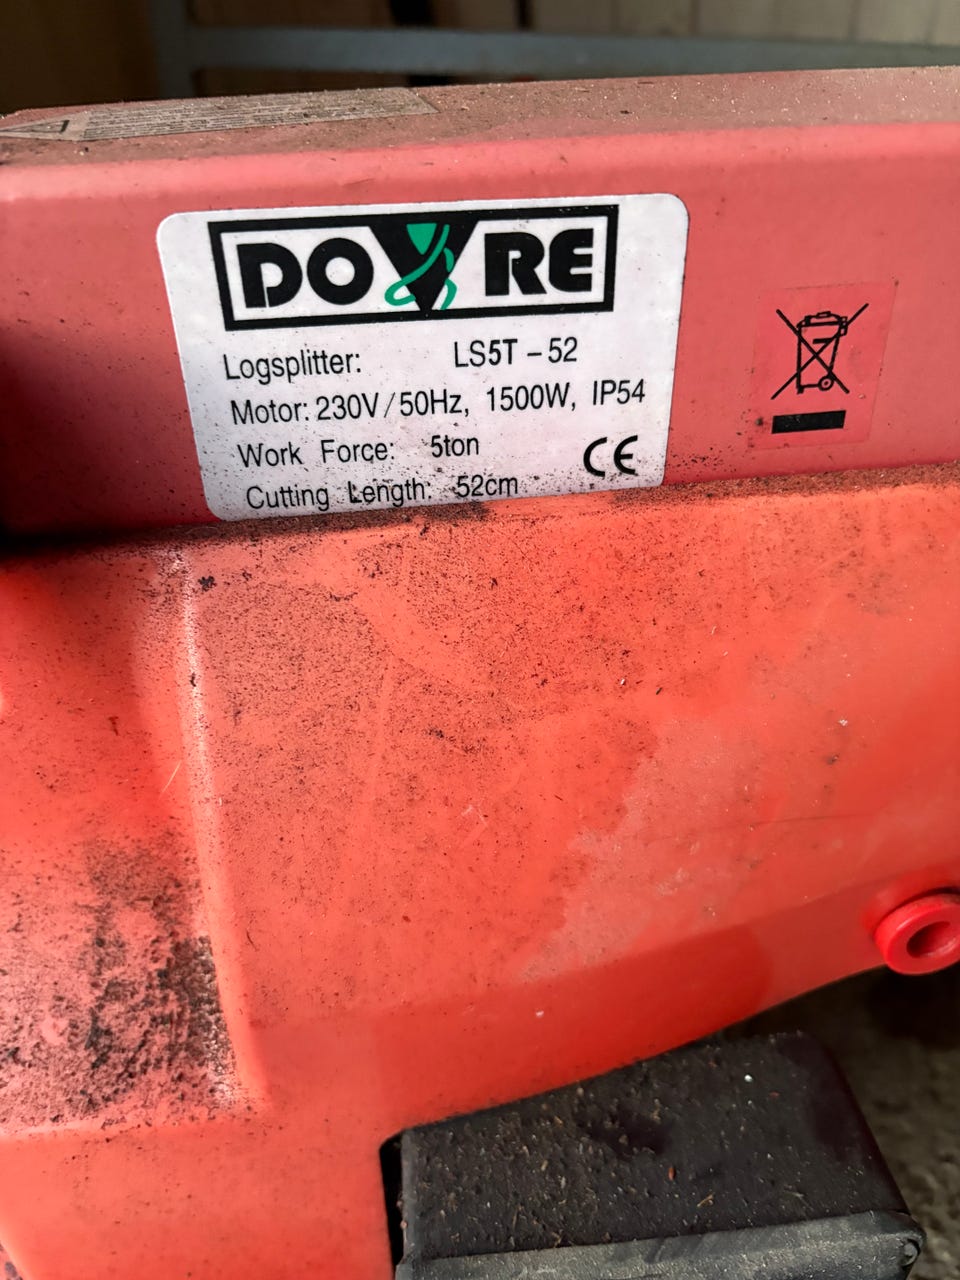 DOVRE
Logsplitter: LS5T - 52
Motor: 230V/50Hz, 1500W, IP54
Work Force: 5ton
Cutting Length: 52cm
CE